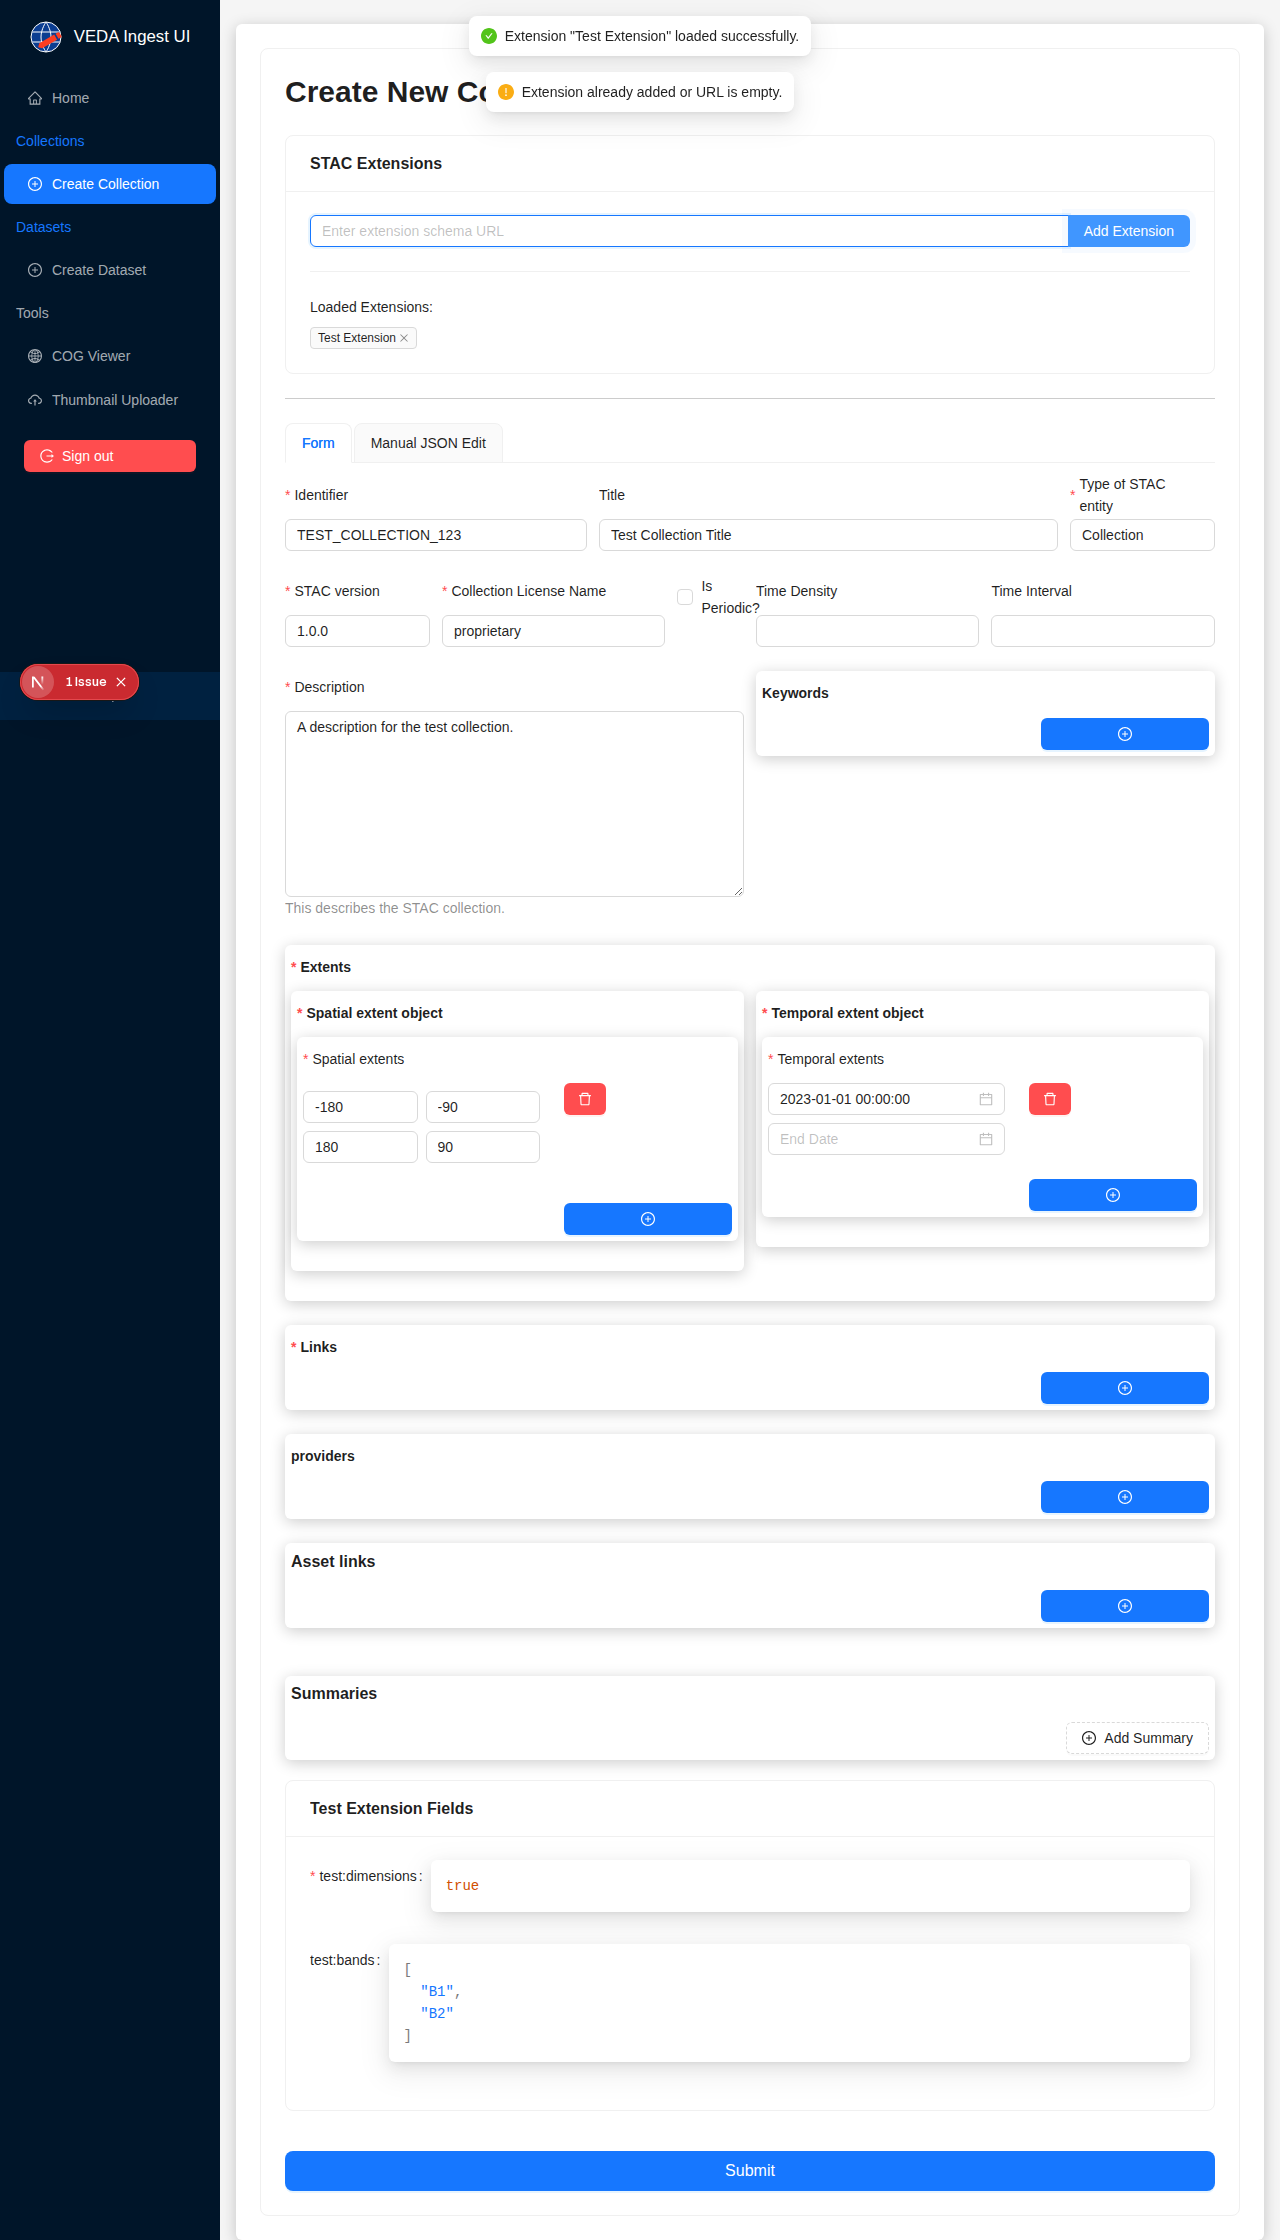 VEDA Ingest UI
Home
Collections
Create Collection
Datasets
Create Dataset
Tools
COG Viewer
Thumbnail Uploader
Sign out
1 Issue
Extension "Test Extension" loaded successfully.
Extension already added or URL is empty.
Create New
STAC Extensions
Enter extension schema URL
Add Extension
Loaded Extensions:
Test Extension
Form
Manual JSON Edit
* Identifier
Title
* Type of STAC
entity
TEST_COLLECTION_123
Test Collection Title
Collection
* STAC version
* Collection License Name
Is
Periodic?
Time Density
Time Interval
1.0.0
proprietary
* Description
Keywords
A description for the test collection.
This describes the STAC collection.
* Extents
* Spatial extent object
* Temporal extent object
* Spatial extents
* Temporal extents
-180
-90
2023-01-01 00:00:00
180
90
End Date
* Links
providers
Asset links
Summaries
Add Summary
Test Extension Fields
* test:dimensions :
true
test:bands :
[
"B1",
"B2"
]
Submit